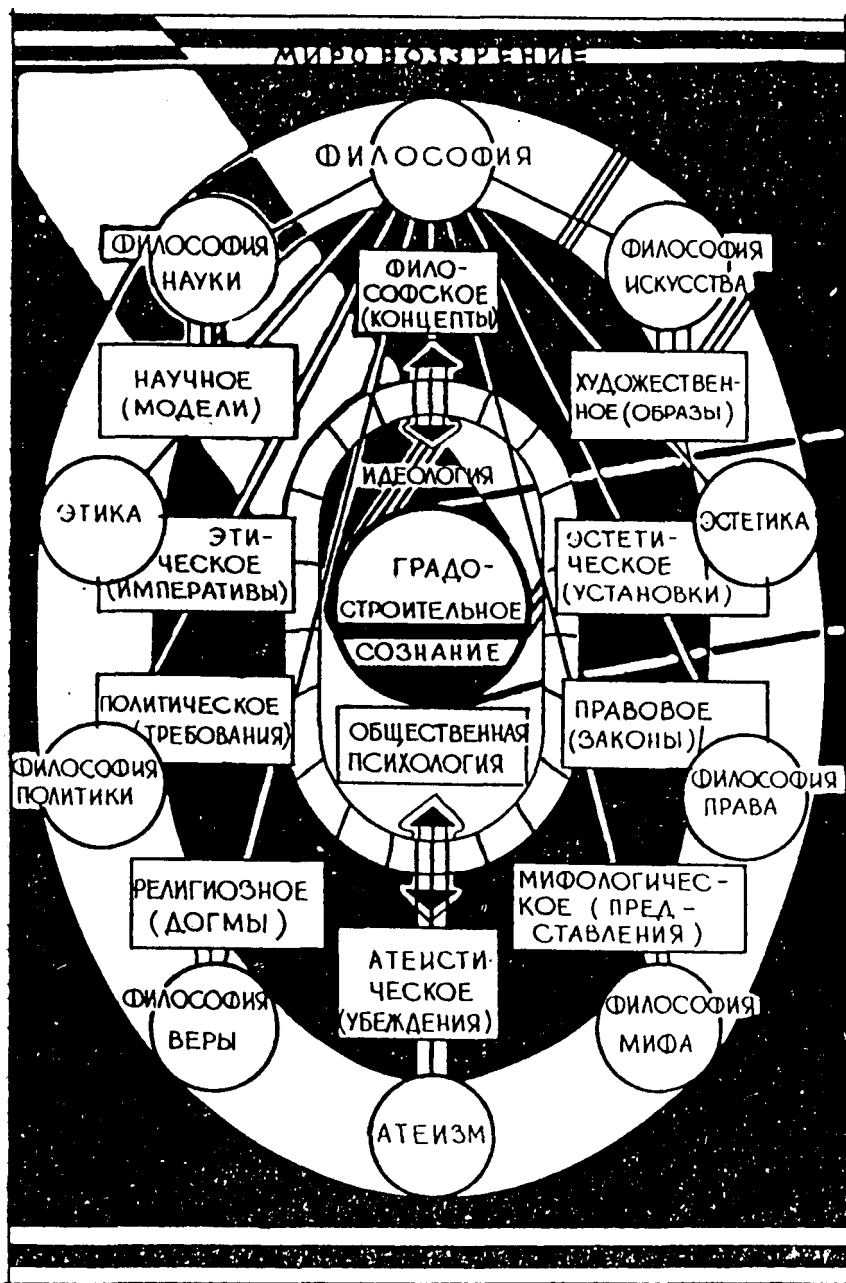 МИРОВОЗЗРЕНИЕ
ФИЛОСОФИЯ
ФИЛОСОФИЯ
НАУКИ
ФИЛО-
СОФСКОЕ
(КОНЦЕПТЫ)
ФИЛОСОФИЯ
ИСКУССТВА
НАУЧНОЕ
(МОДЕЛИ)
ХУДОЖЕСТВЕН-
НОЕ (ОБРАЗЫ)
ИДЕОЛОГИЯ
ЭТИКА
ЭТИ-
ЧЕСКОЕ
(ИМПЕРАТИВЫ)
ГРАДО-
СТРОИТЕЛЬНОЕ
СОЗНАНИЕ
ЭСТЕТИ-
ЧЕСКОЕ
(УСТАНОВКИ)
ЭСТЕТИКА
ПОЛИТИЧЕСКОЕ
(ТРЕБОВАНИЯ)
ОБЩЕСТВЕННАЯ
ПСИХОЛОГИЯ
ПРАВОВОЕ
(ЗАКОНЫ)
ФИЛОСОФИЯ
ПОЛИТИКИ
ФИЛОСОФИЯ
ПРАВА
РЕЛИГИОЗНОЕ
(ДОГМЫ)
МИФОЛОГИЧЕС-
КОЕ (ПРЕД-
СТАВЛЕНИЯ)
АТЕИСТИ-
ЧЕСКОЕ
(УБЕЖДЕНИЯ)
ФИЛОСОФИЯ
ВЕРЫ
ФИЛОСОФИЯ
МИФА
АТЕИЗМ